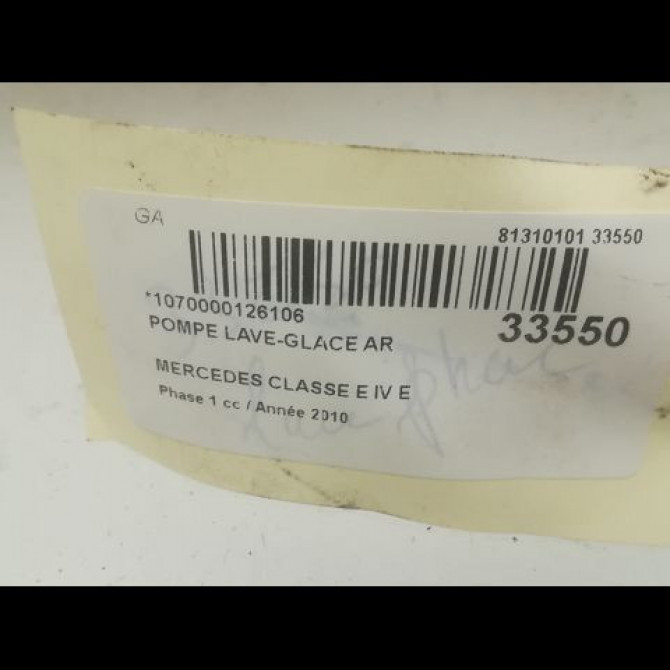 GA
81310101 33550
*1070000126106
33550
POMPE LAVE-GLACE AR
MERCEDES CLASSE E IV E
Phase 1 cc / Année 2010